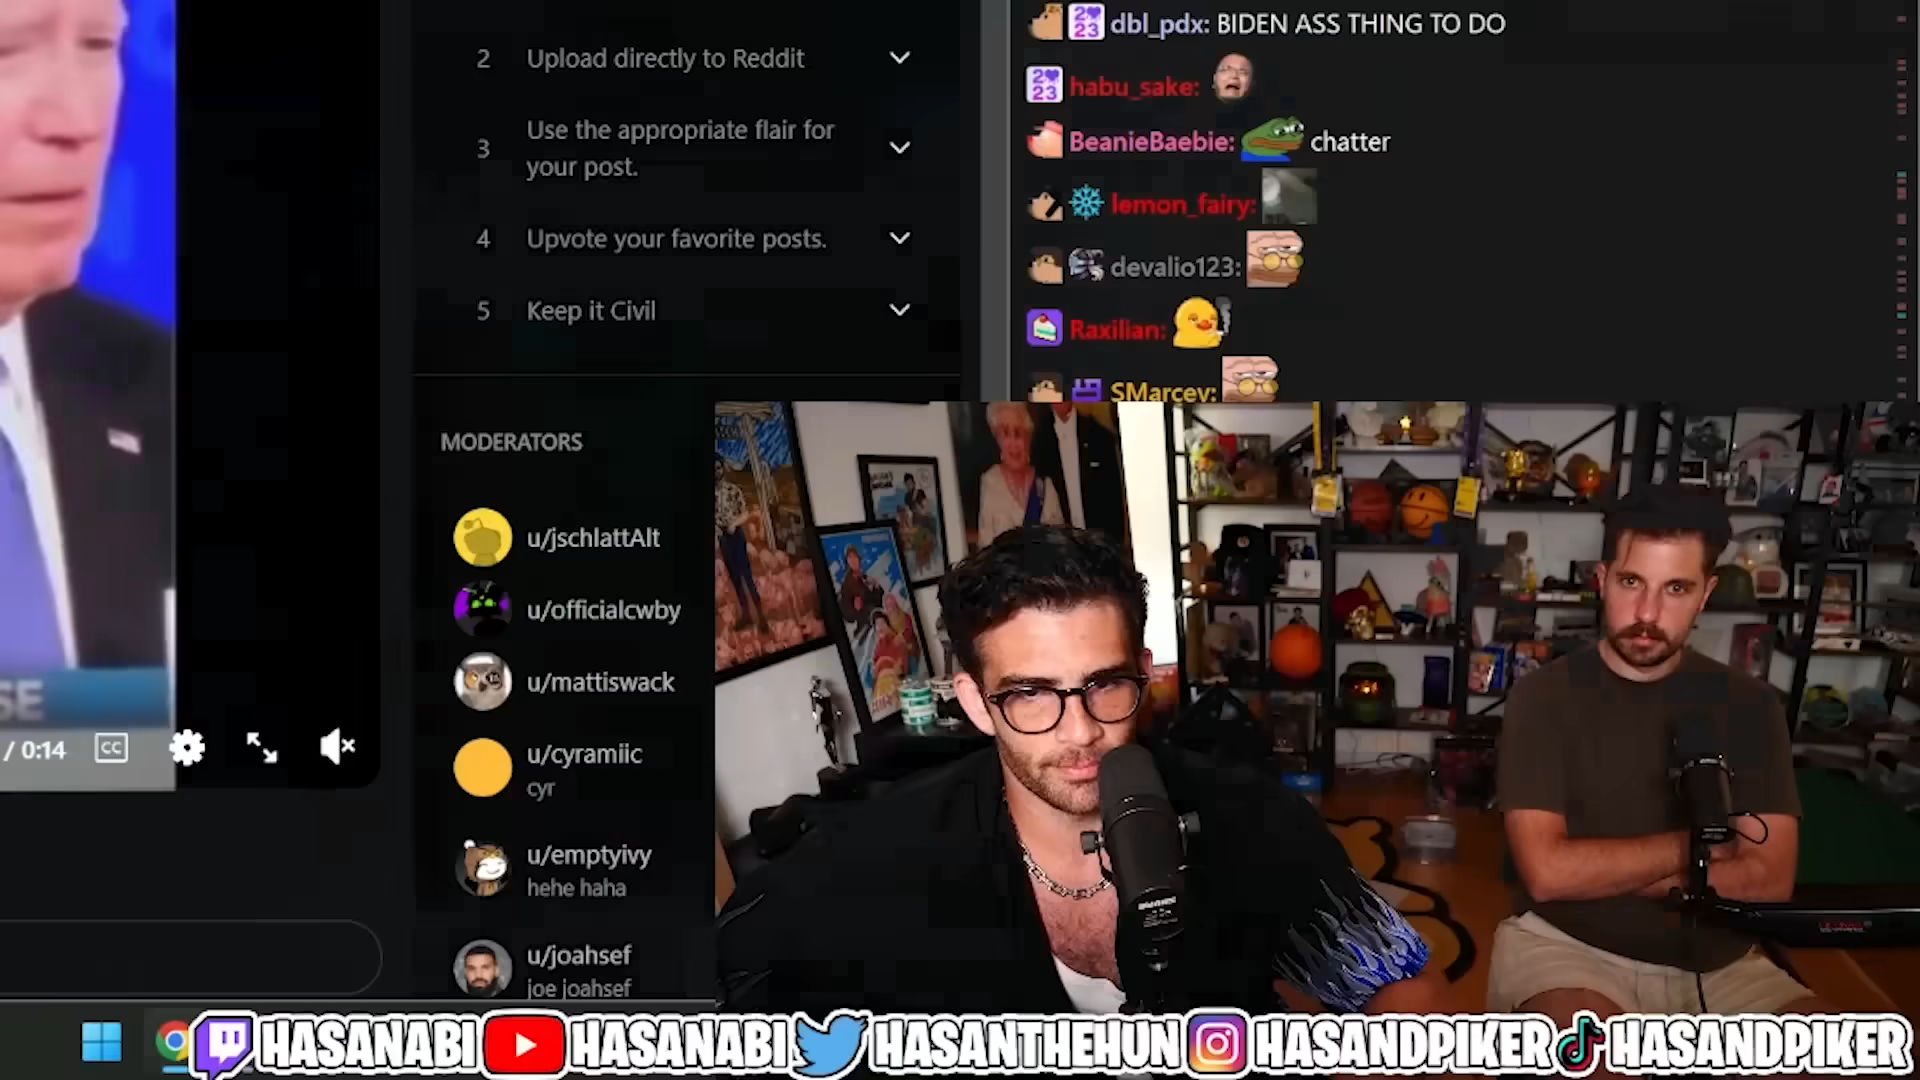 2 Upload directly to Reddit
3 Use the appropriate flair for
your post.
4 Upvote your favorite posts.
5 Keep it Civil
MODERATORS
u/jschlattAlt
u/officialcwby
u/mattiswack
u/cyramiic
cyr
u/emptyivy
hehe haha
u/joahsef
joe joahsef
SE
/ 0:14
CC
dbl_pdx: BIDEN ASS THING TO DO
habu_sake:
BeanieBaebie: chatter
lemon_fairy:
devalio123:
Raxilian:
SMarcey:
HASANABI HASANABI HASANTHEHUN HASANDPIKER HASANDPIKER